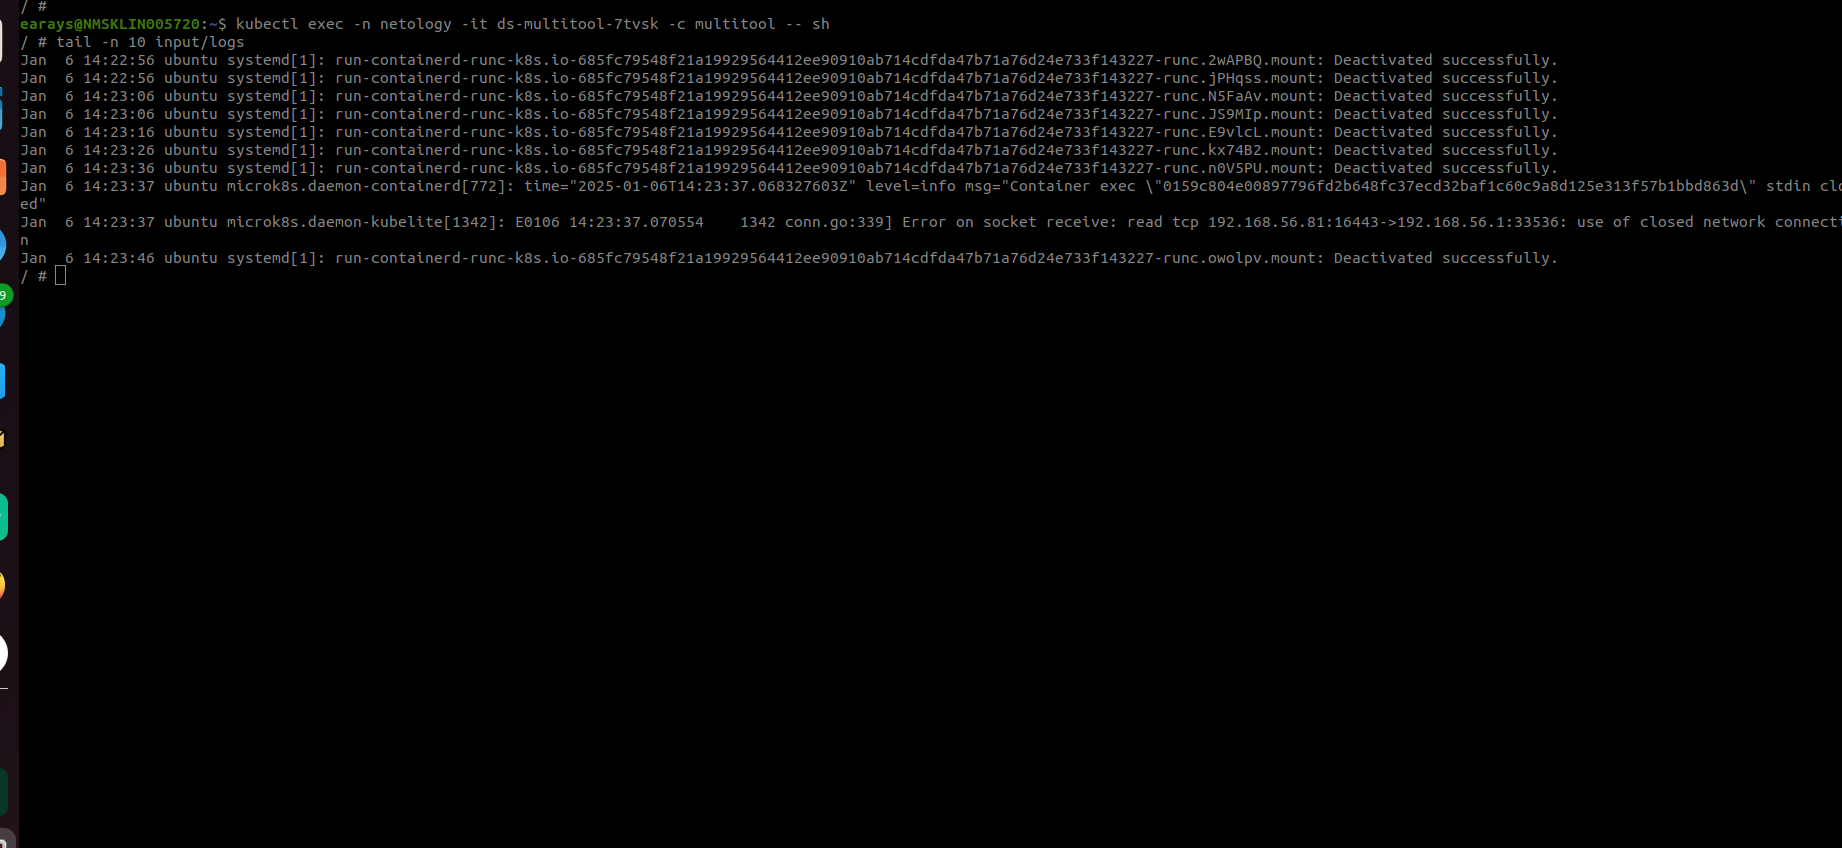 / #
earays@NMSKLIN005720:~$ kubectl exec -n netology -it ds-multitool-7tvsk -c multitool -- sh
/ # tail -n 10 input/logs
Jan  6 14:22:56 ubuntu systemd[1]: run-containerd-runc-k8s.io-685fc79548f21a19929564412ee90910ab714cdfda47b71a76d24e733f143227-runc.2wAPBQ.mount: Deactivated successfully.
Jan  6 14:22:56 ubuntu systemd[1]: run-containerd-runc-k8s.io-685fc79548f21a19929564412ee90910ab714cdfda47b71a76d24e733f143227-runc.jPHqss.mount: Deactivated successfully.
Jan  6 14:23:06 ubuntu systemd[1]: run-containerd-runc-k8s.io-685fc79548f21a19929564412ee90910ab714cdfda47b71a76d24e733f143227-runc.N5FaAv.mount: Deactivated successfully.
Jan  6 14:23:06 ubuntu systemd[1]: run-containerd-runc-k8s.io-685fc79548f21a19929564412ee90910ab714cdfda47b71a76d24e733f143227-runc.JS9MIp.mount: Deactivated successfully.
Jan  6 14:23:16 ubuntu systemd[1]: run-containerd-runc-k8s.io-685fc79548f21a19929564412ee90910ab714cdfda47b71a76d24e733f143227-runc.E9vlcL.mount: Deactivated successfully.
Jan  6 14:23:26 ubuntu systemd[1]: run-containerd-runc-k8s.io-685fc79548f21a19929564412ee90910ab714cdfda47b71a76d24e733f143227-runc.kx74B2.mount: Deactivated successfully.
Jan  6 14:23:36 ubuntu systemd[1]: run-containerd-runc-k8s.io-685fc79548f21a19929564412ee90910ab714cdfda47b71a76d24e733f143227-runc.n0V5PU.mount: Deactivated successfully.
Jan  6 14:23:37 ubuntu microk8s.daemon-containerd[772]: time="2025-01-06T14:23:37.068327603Z" level=info msg="Container exec \"0159c804e00897796fd2b648fc37ecd32baf1c60c9a8d125e313f57b1bbd863d\" stdin clo
ed"
Jan  6 14:23:37 ubuntu microk8s.daemon-kubelite[1342]: E0106 14:23:37.070554    1342 conn.go:339] Error on socket receive: read tcp 192.168.56.81:16443->192.168.56.1:33536: use of closed network connecti
n
Jan  6 14:23:46 ubuntu systemd[1]: run-containerd-runc-k8s.io-685fc79548f21a19929564412ee90910ab714cdfda47b71a76d24e733f143227-runc.owolpv.mount: Deactivated successfully.
/ #
9